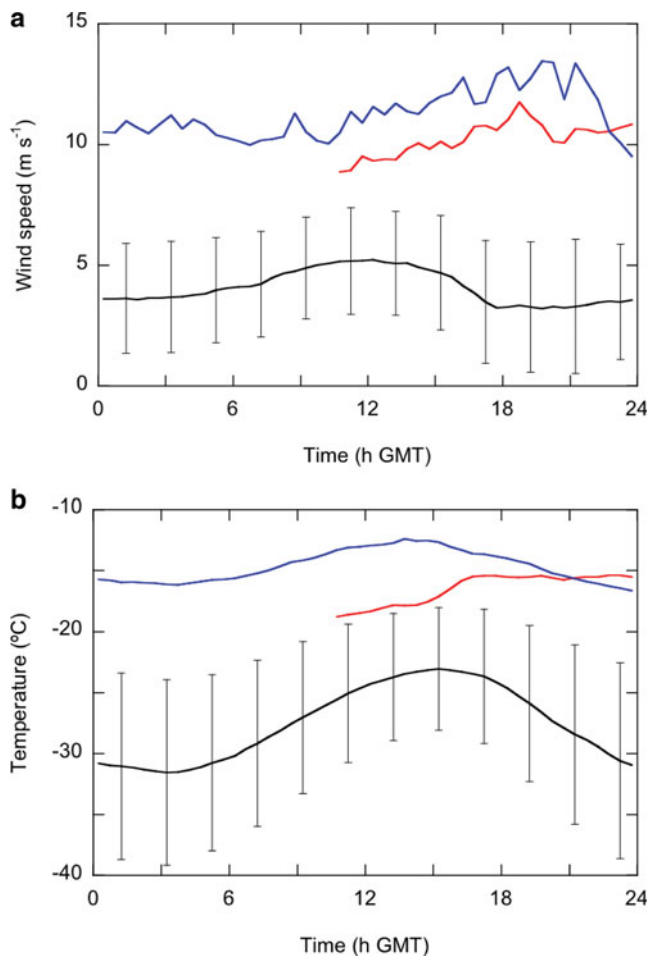 a
15
10
5
0
Wind speed (m s⁻¹)
0 6 12 18 24
Time (h GMT)
b
-10
-20
-30
-40
Temperature (ºC)
0 6 12 18 24
Time (h GMT)